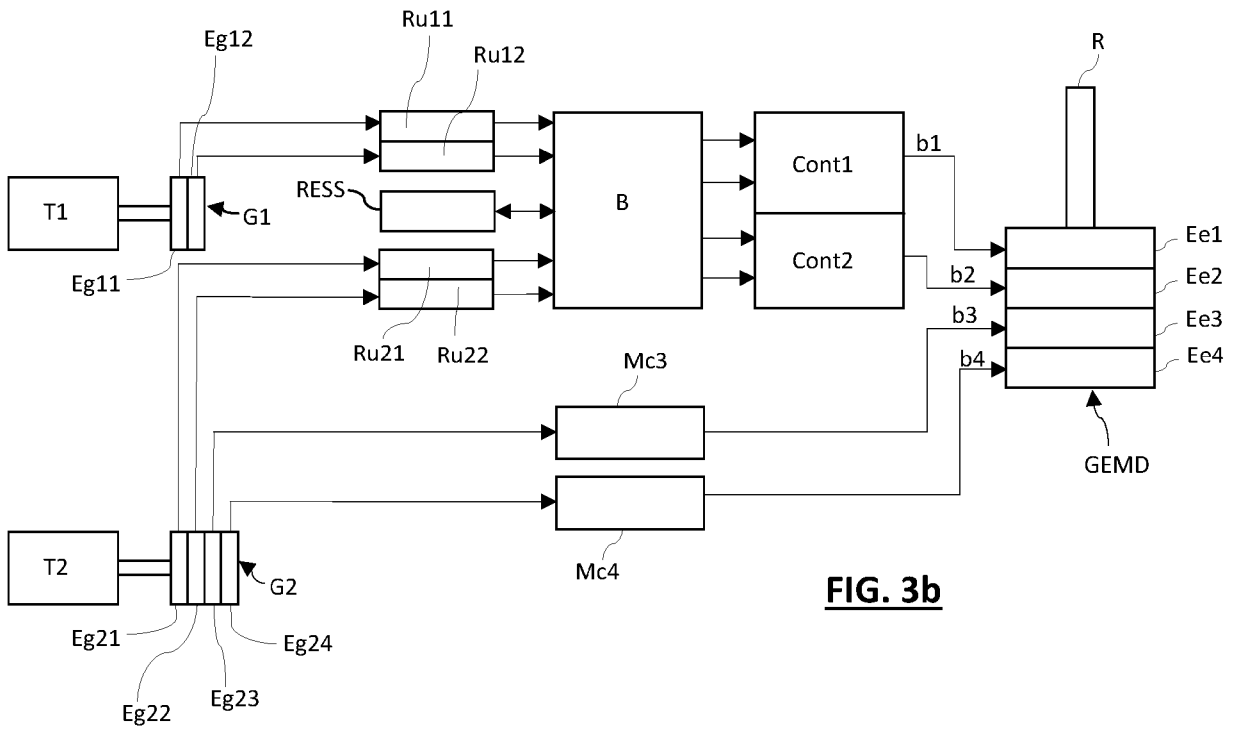 Ru11
Eg12
Ru12
R
b1
Cont1
RESS
T1
B
G1
Ee1
Cont2
Eg11
b2
Ee2
b3
Ee3
Ru21
Ru22
Mc3
b4
Ee4
GEMD
T2
Mc4
G2
FIG. 3b
Eg21
Eg24
Eg23
Eg22